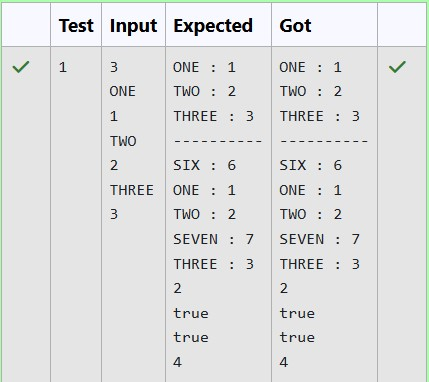 Test Input Expected Got
1 3 ONE : 1 ONE : 1
ONE TWO : 2 TWO : 2
1 THREE : 3 THREE : 3
TWO ---------- ----------
2 SIX : 6 SIX : 6
THREE ONE : 1 ONE : 1
3 TWO : 2 TWO : 2
SEVEN : 7 SEVEN : 7
THREE : 3 THREE : 3
2 2
true true
true true
4 4